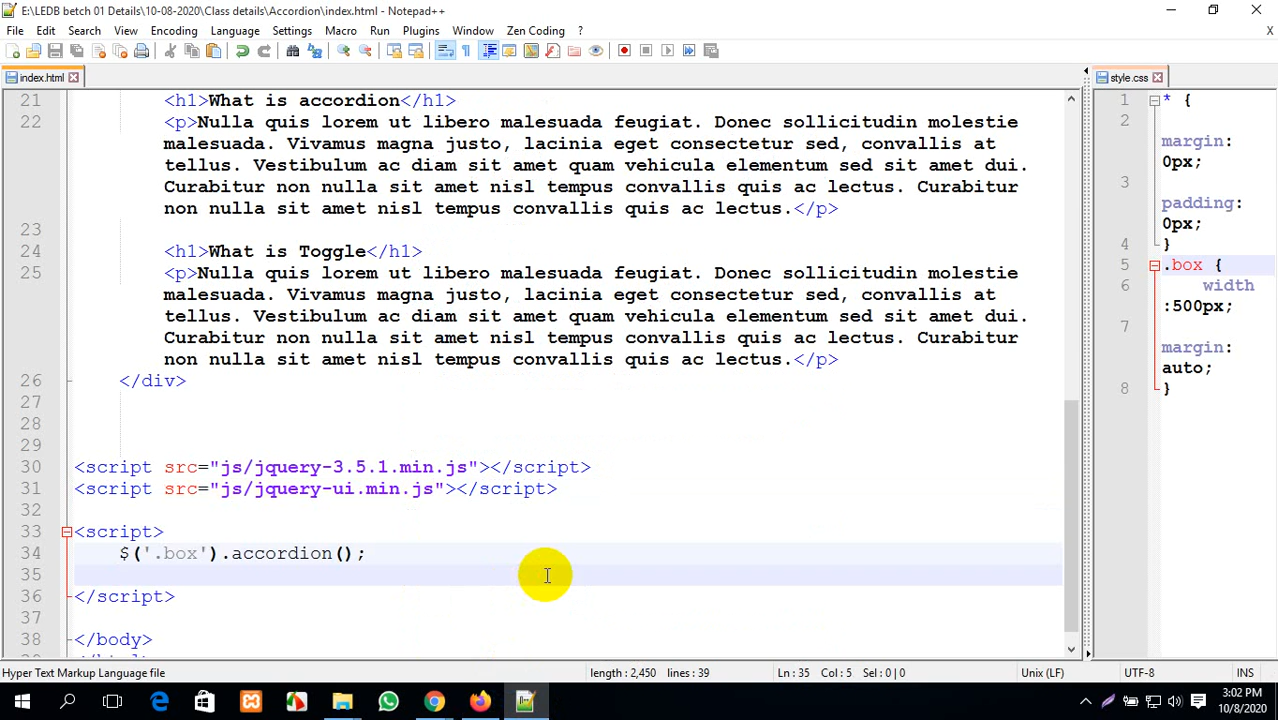 E:\LEDB betch 01 Details\10-08-2020\Class details\Accordion\index.html - Notepad++
File Edit Search View Encoding Language Settings Macro Run Plugins Window Zen Coding ? X
index.html
21 <h1>What is accordion</h1>
22 <p>Nulla quis lorem ut libero malesuada feugiat. Donec sollicitudin molestie
malesuada. Vivamus magna justo, lacinia eget consectetur sed, convallis at
tellus. Vestibulum ac diam sit amet quam vehicula elementum sed sit amet dui.
Curabitur non nulla sit amet nisl tempus convallis quis ac lectus. Curabitur
non nulla sit amet nisl tempus convallis quis ac lectus.</p>
23
24 <h1>What is Toggle</h1>
25 <p>Nulla quis lorem ut libero malesuada feugiat. Donec sollicitudin molestie
malesuada. Vivamus magna justo, lacinia eget consectetur sed, convallis at
tellus. Vestibulum ac diam sit amet quam vehicula elementum sed sit amet dui.
Curabitur non nulla sit amet nisl tempus convallis quis ac lectus. Curabitur
non nulla sit amet nisl tempus convallis quis ac lectus.</p>
26 </div>
27
28
29
30 <script src="js/jquery-3.5.1.min.js"></script>
31 <script src="js/jquery-ui.min.js"></script>
32
33 <script>
34 $('.box').accordion();
35
36 </script>
37
38 </body>
style.css
1 * {
2
margin:
0px;
3
padding:
0px;
4 }
5 .box {
6 width
:500px;
7
margin:
auto;
8 }
Hyper Text Markup Language file length : 2,450 lines : 39 Ln : 35 Col : 5 Sel : 0 | 0 Unix (LF) UTF-8 INS
3:02 PM
10/8/2020